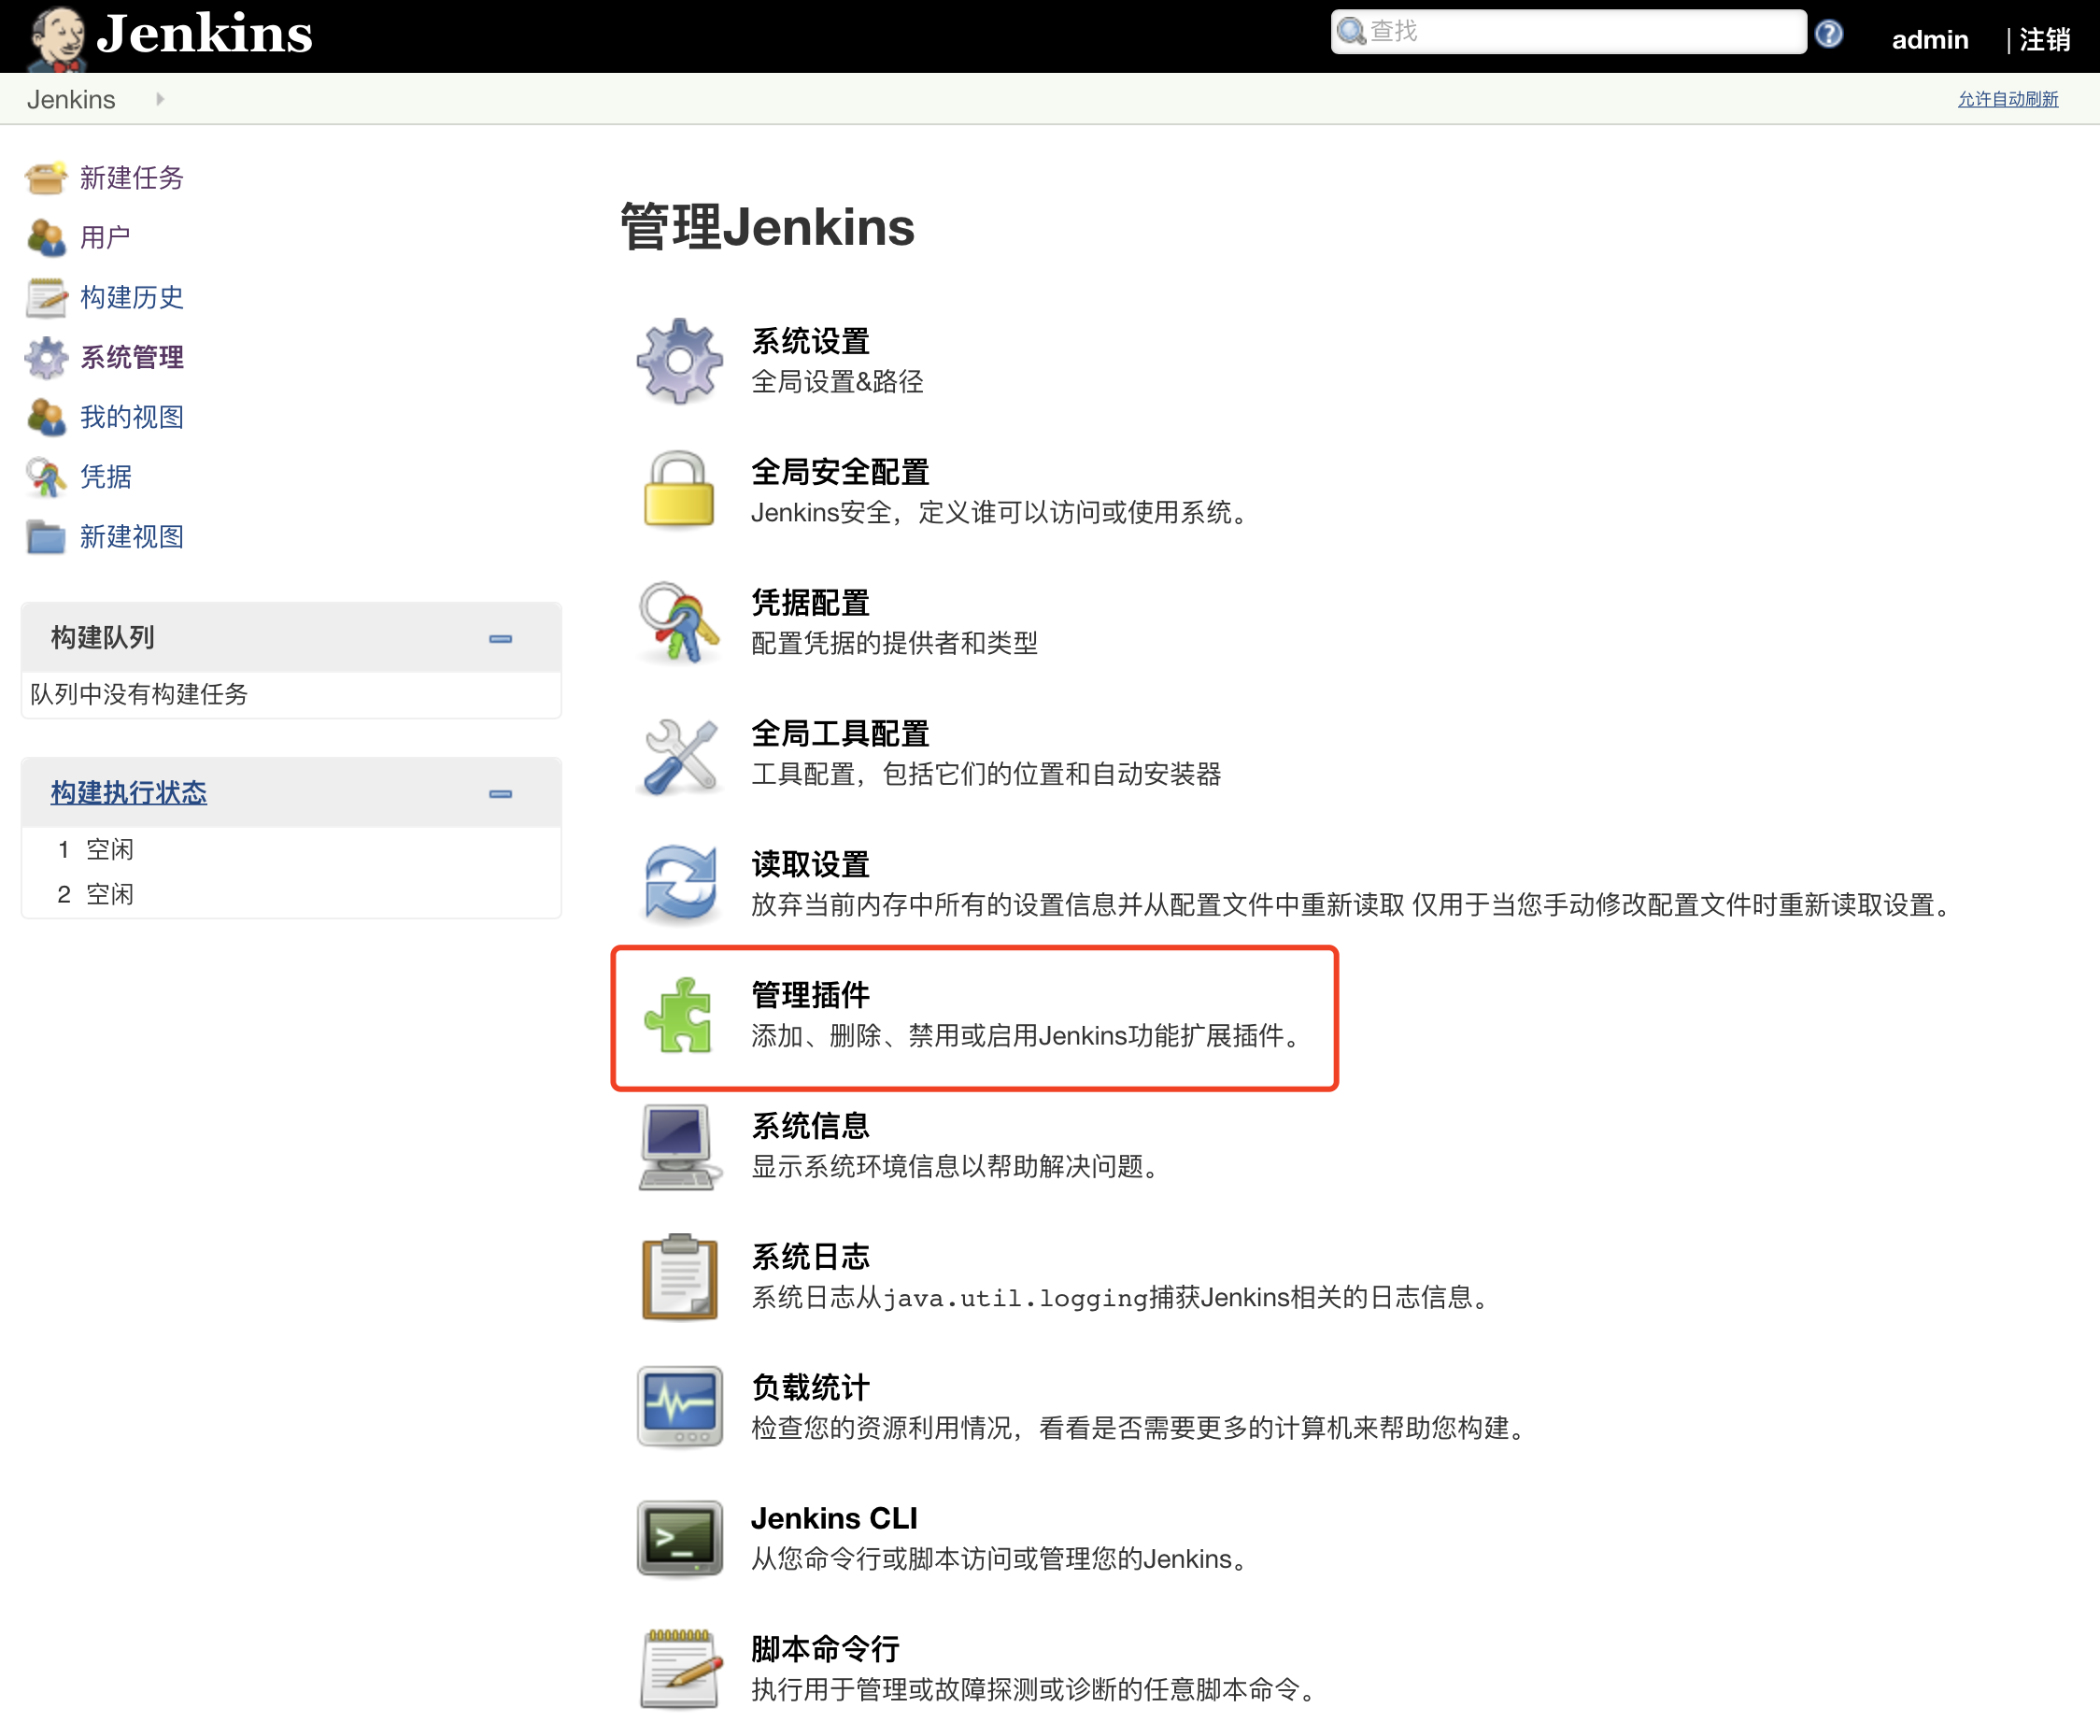 Jenkins
查找
admin
| 注销
Jenkins
允许自动刷新
新建任务
用户
构建历史
系统管理
我的视图
凭据
新建视图
构建队列
队列中没有构建任务
构建执行状态
1 空闲
2 空闲
管理Jenkins
系统设置
全局设置&路径
全局安全配置
Jenkins安全，定义谁可以访问或使用系统。
凭据配置
配置凭据的提供者和类型
全局工具配置
工具配置，包括它们的位置和自动安装器
读取设置
放弃当前内存中所有的设置信息并从配置文件中重新读取 仅用于当您手动修改配置文件时重新读取设置。
管理插件
添加、删除、禁用或启用Jenkins功能扩展插件。
系统信息
显示系统环境信息以帮助解决问题。
系统日志
系统日志从java.util.logging捕获Jenkins相关的日志信息。
负载统计
检查您的资源利用情况，看看是否需要更多的计算机来帮助您构建。
Jenkins CLI
从您命令行或脚本访问或管理您的Jenkins。
脚本命令行
执行用于管理或故障探测或诊断的任意脚本命令。